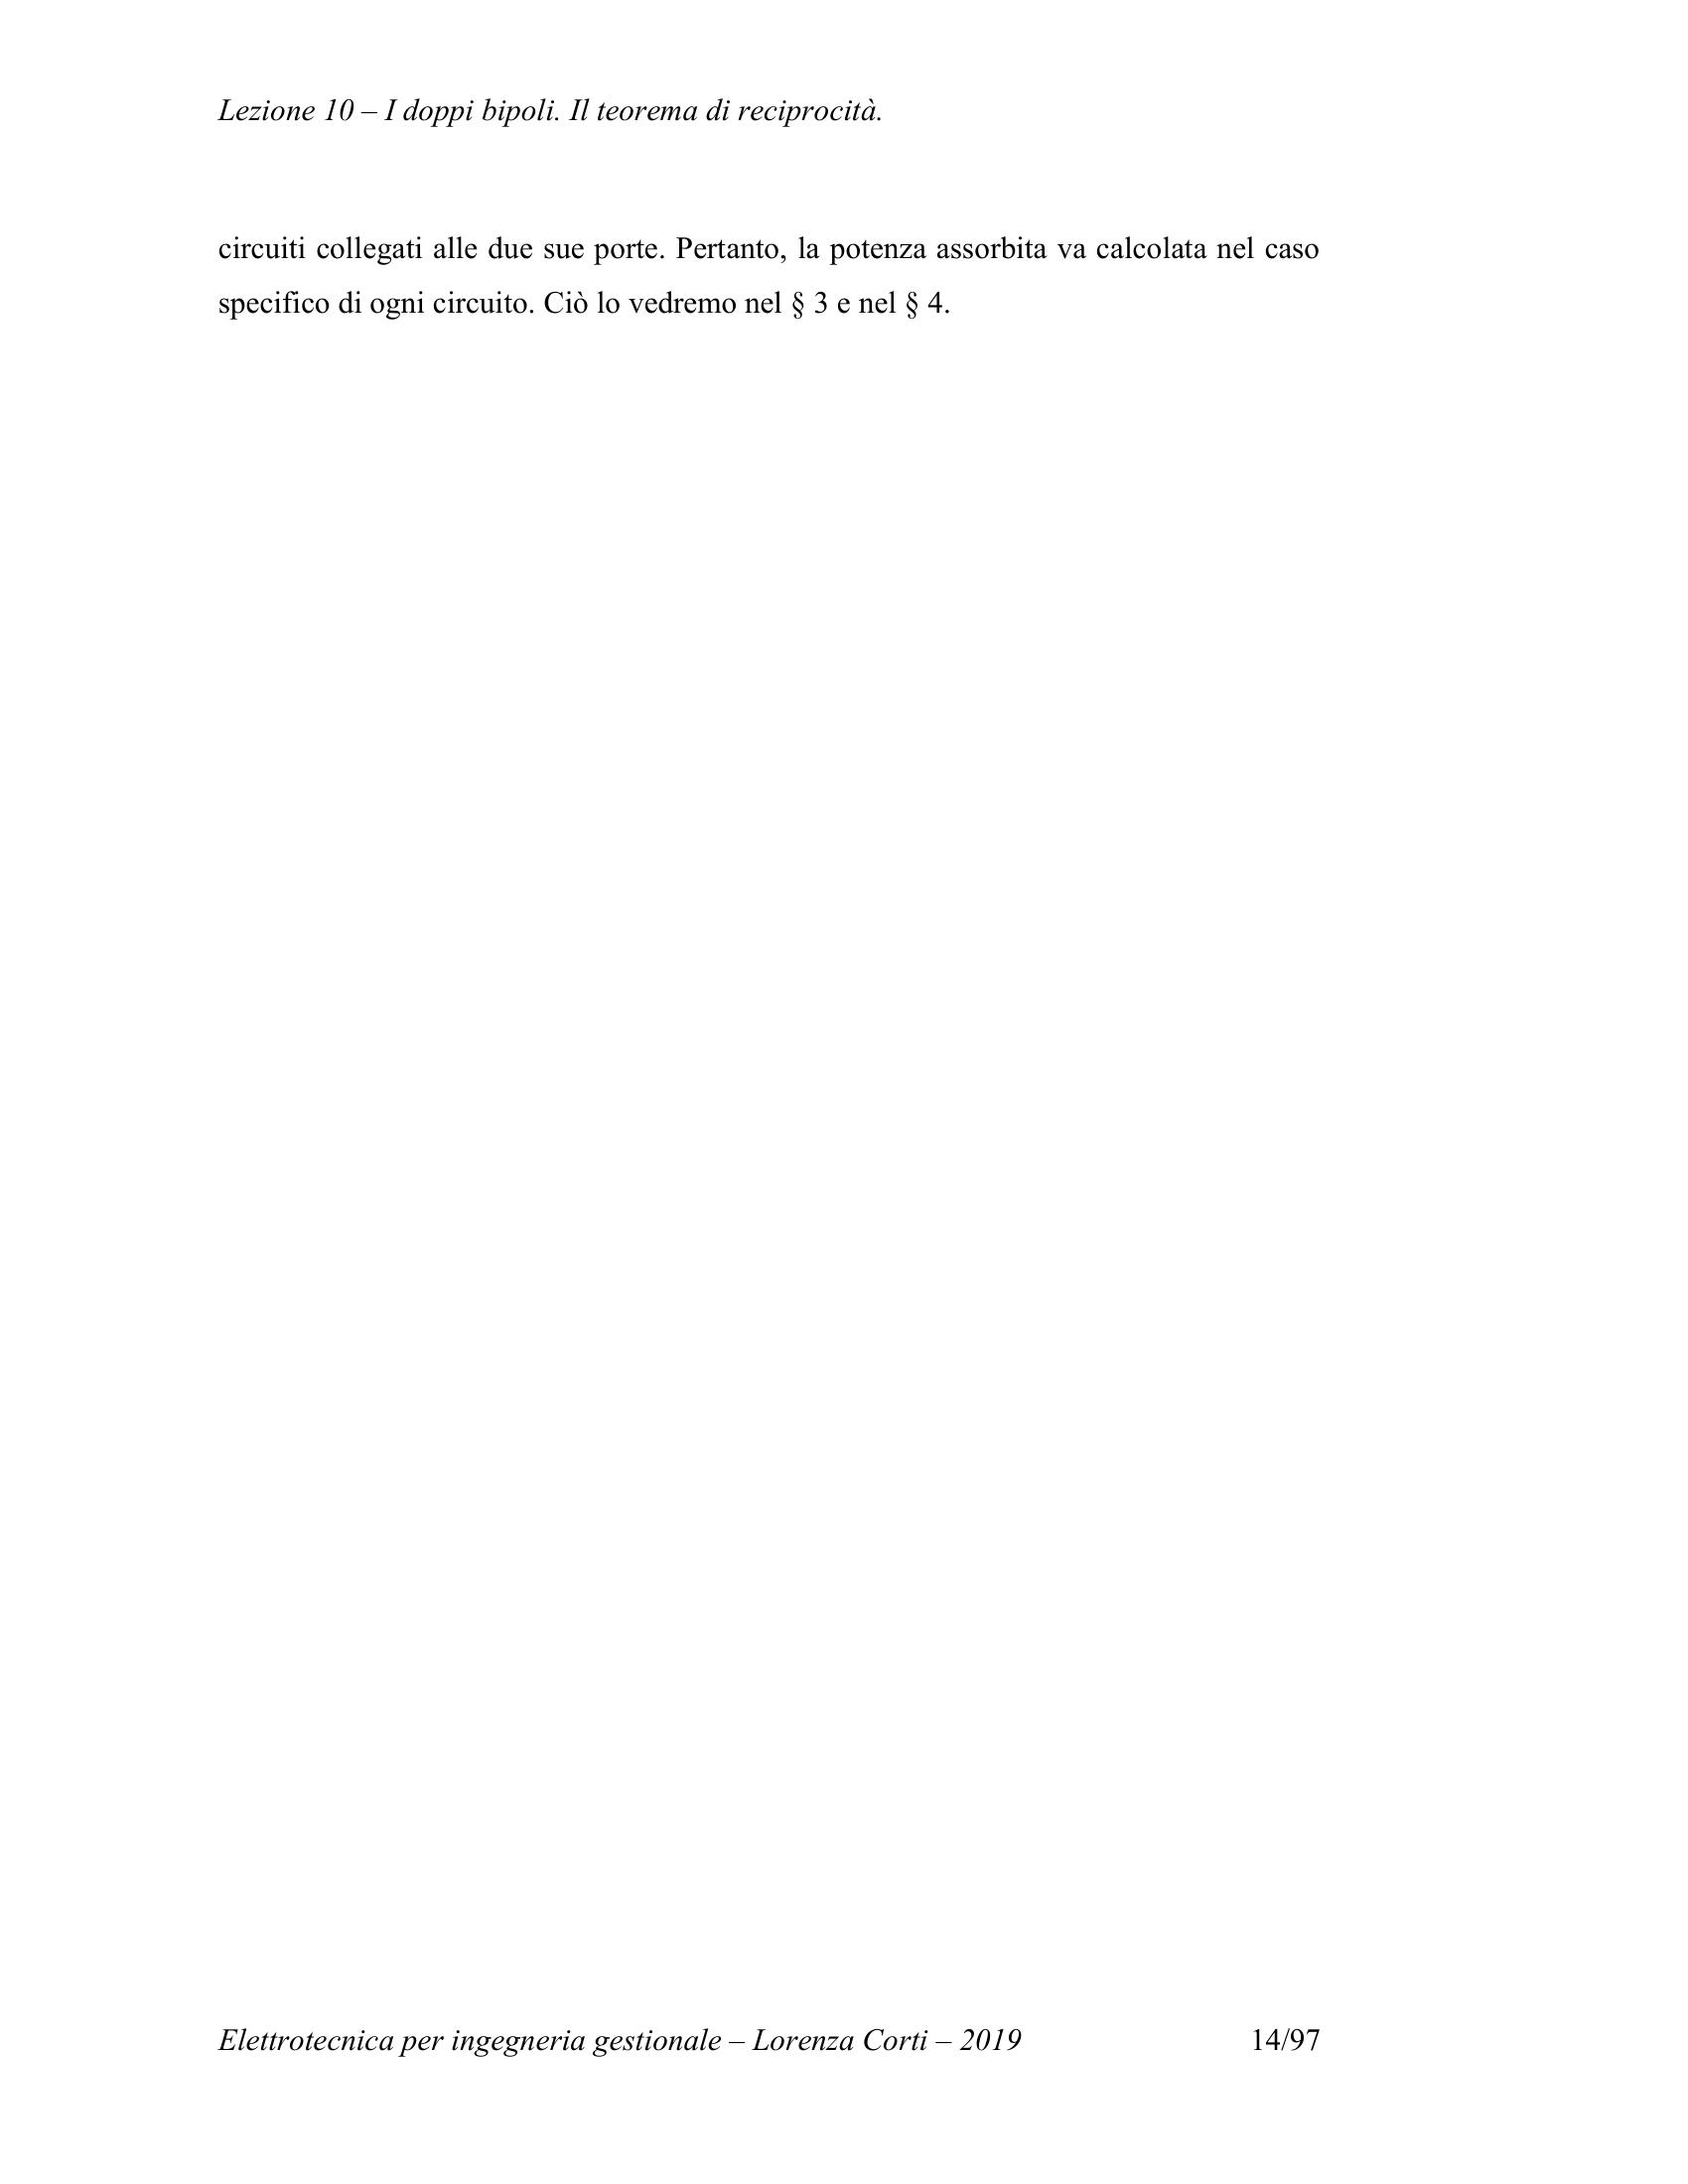 Lezione 10 – I doppi bipoli. Il teorema di reciprocità.
circuiti collegati alle due sue porte. Pertanto, la potenza assorbita va calcolata nel caso
specifico di ogni circuito. Ciò lo vedremo nel § 3 e nel § 4.
Elettrotecnica per ingegneria gestionale – Lorenza Corti – 2019 14/97